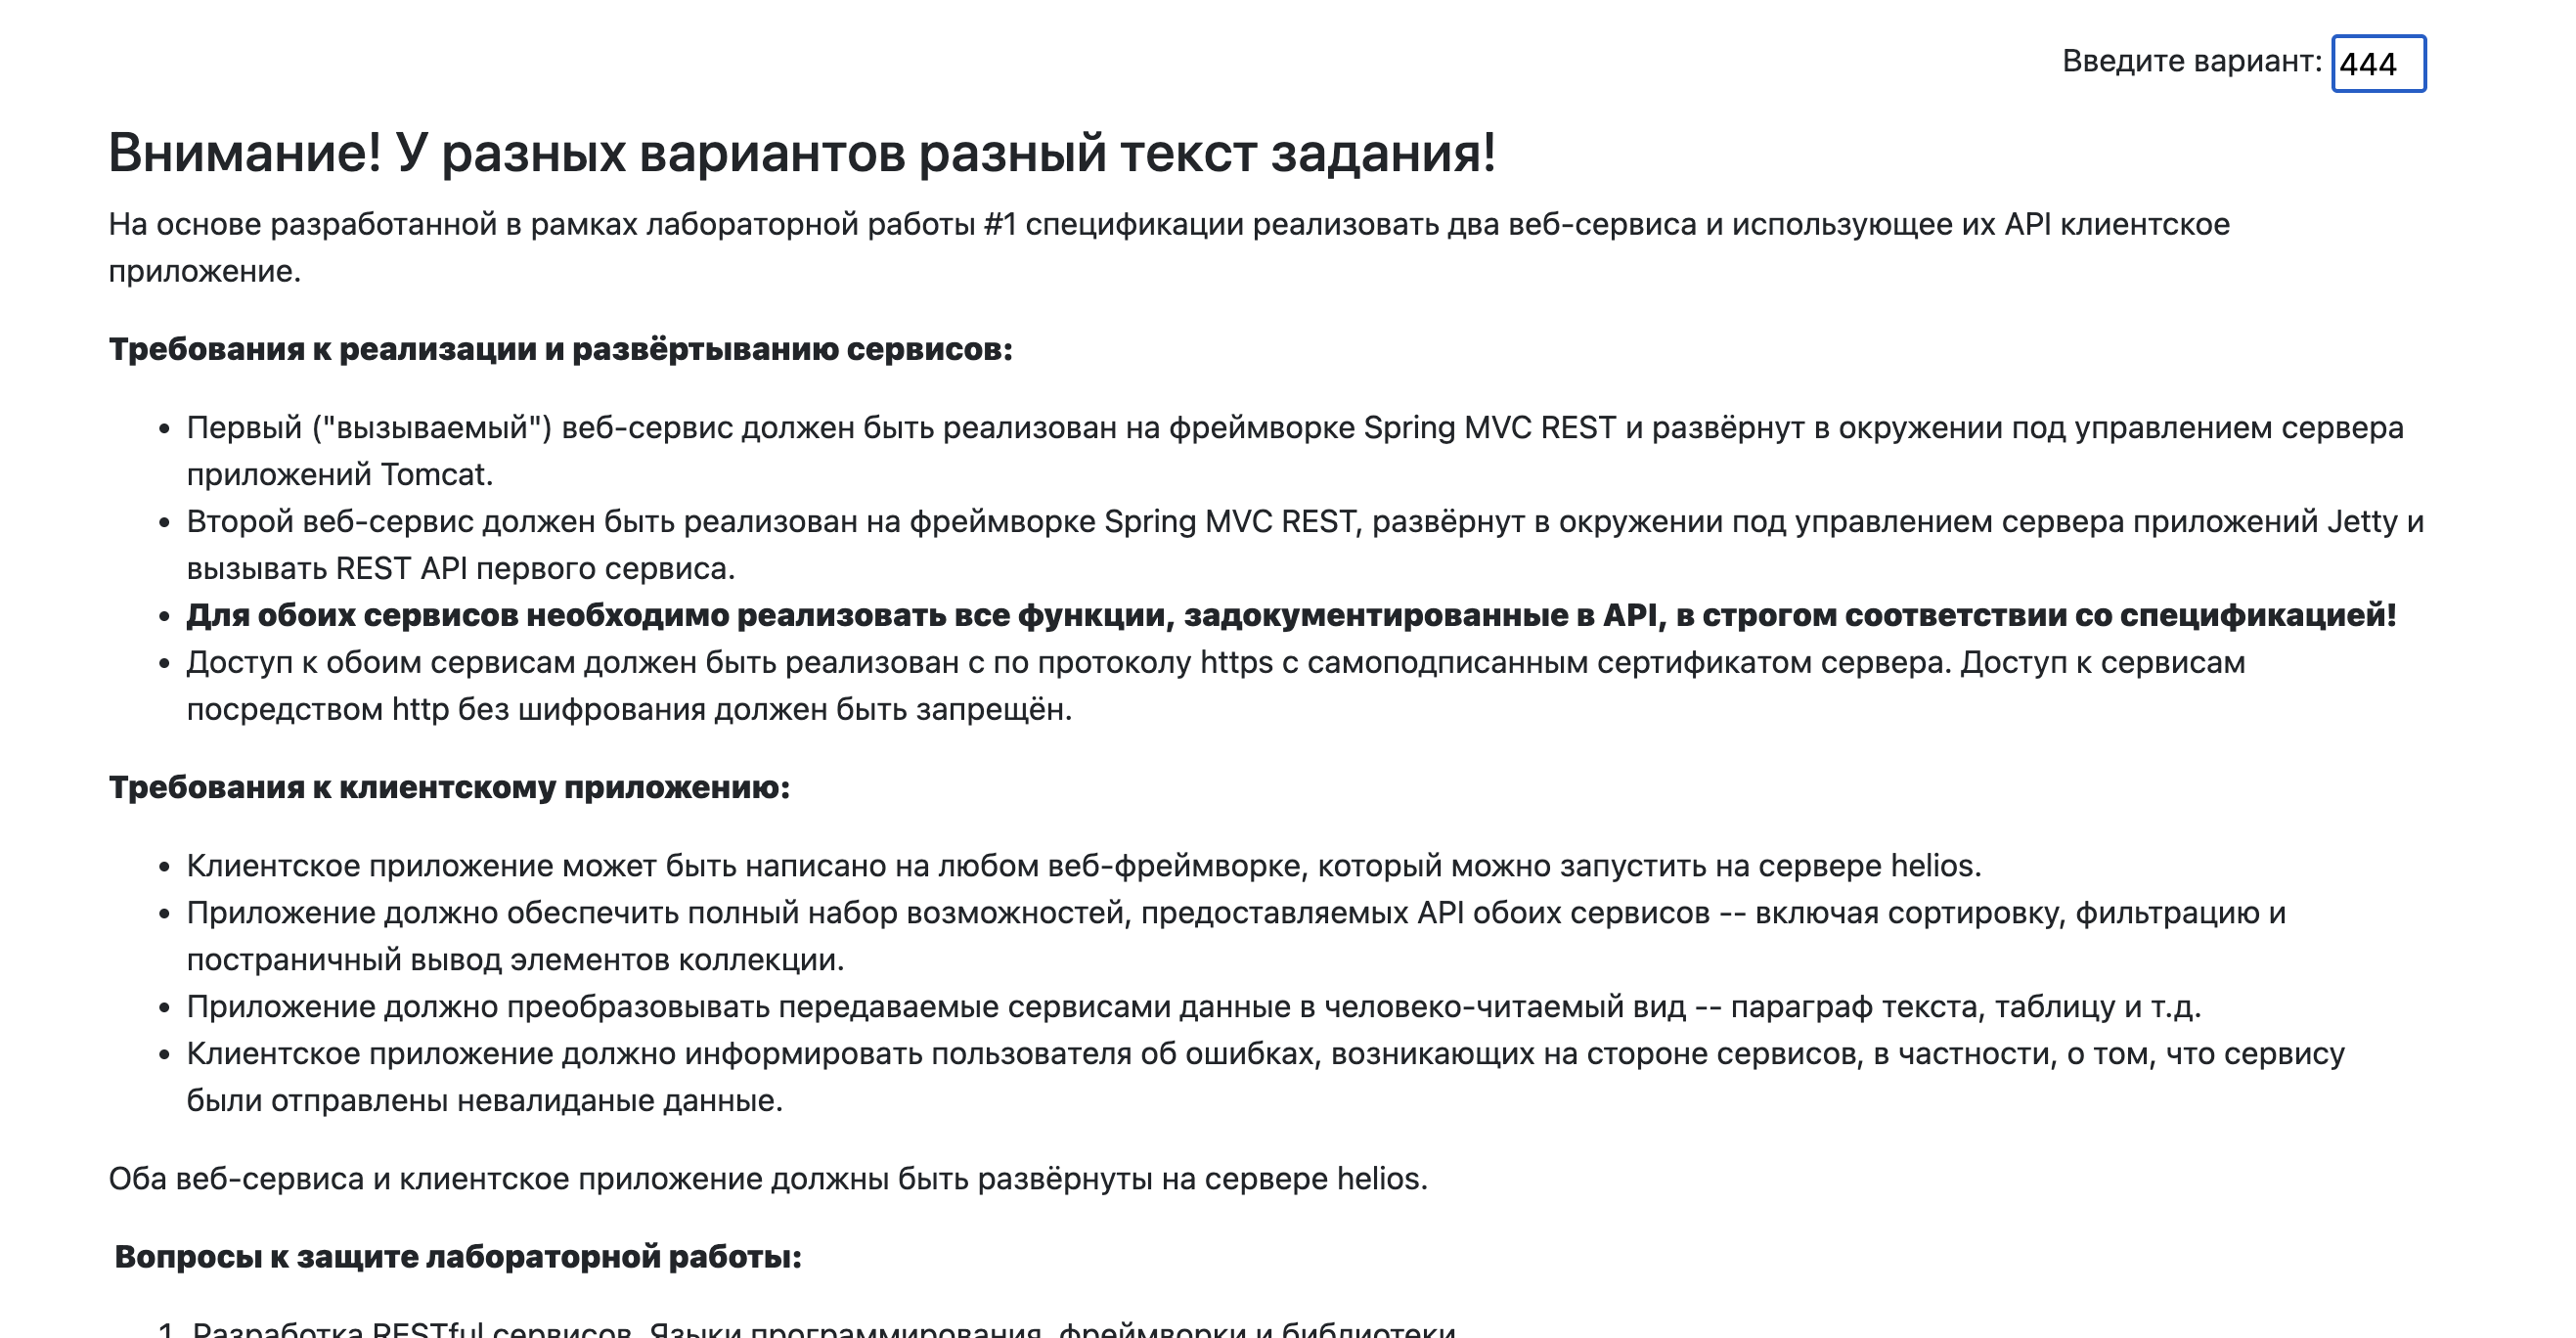 Введите вариант: 444
Внимание! У разных вариантов разный текст задания!
На основе разработанной в рамках лабораторной работы #1 спецификации реализовать два веб-сервиса и использующее их API клиентское
приложение.
Требования к реализации и развёртыванию сервисов:
• Первый ("вызываемый") веб-сервис должен быть реализован на фреймворке Spring MVC REST и развёрнут в окружении под управлением сервера
приложений Tomcat.
• Второй веб-сервис должен быть реализован на фреймворке Spring MVC REST, развёрнут в окружении под управлением сервера приложений Jetty и
вызывать REST API первого сервиса.
• Для обоих сервисов необходимо реализовать все функции, задокументированные в API, в строгом соответствии со спецификацией!
• Доступ к обоим сервисам должен быть реализован с по протоколу https с самоподписанным сертификатом сервера. Доступ к сервисам
посредством http без шифрования должен быть запрещён.
Требования к клиентскому приложению:
• Клиентское приложение может быть написано на любом веб-фреймворке, который можно запустить на сервере helios.
• Приложение должно обеспечить полный набор возможностей, предоставляемых API обоих сервисов -- включая сортировку, фильтрацию и
постраничный вывод элементов коллекции.
• Приложение должно преобразовывать передаваемые сервисами данные в человеко-читаемый вид -- параграф текста, таблицу и т.д.
• Клиентское приложение должно информировать пользователя об ошибках, возникающих на стороне сервисов, в частности, о том, что сервису
были отправлены невалиданые данные.
Оба веб-сервиса и клиентское приложение должны быть развёрнуты на сервере helios.
Вопросы к защите лабораторной работы:
1. Разработка RESTful сервисов. Языки программирования, фреймворки и библиотеки